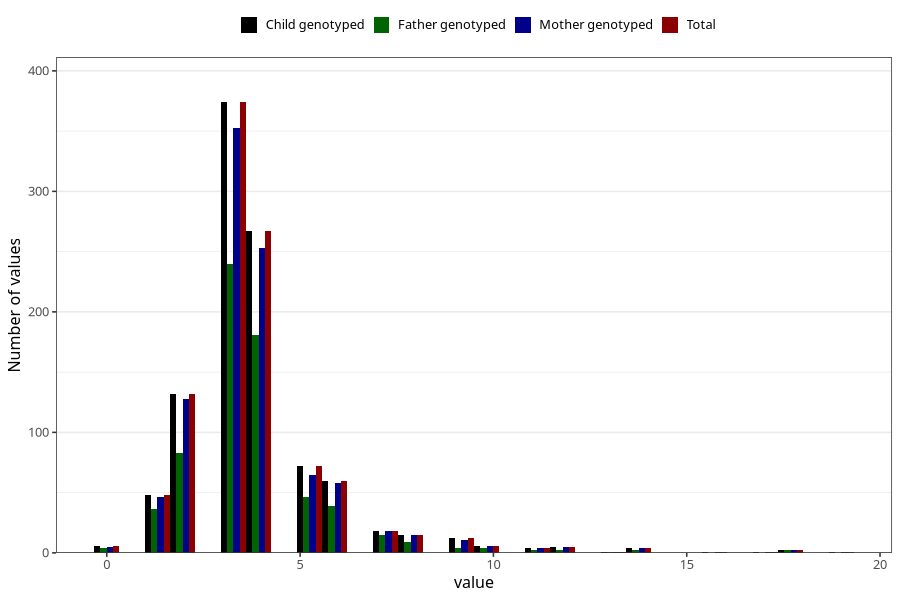 Child genotyped Father genotyped Mother genotyped Total
400
300
200
100
0
Number of values
0 5 10 15 20
value